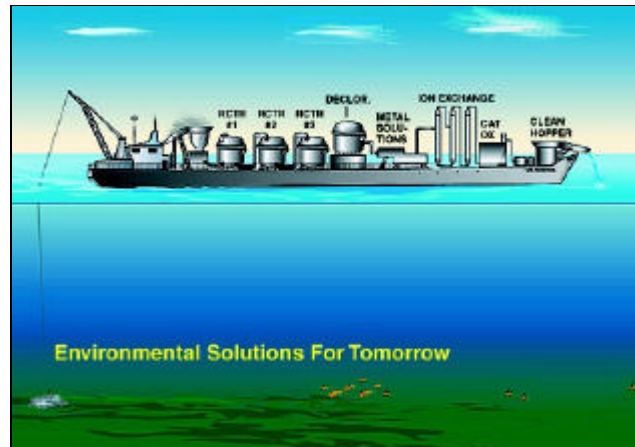 DECLOR.
ION EXCHANGE
RCTR
#1
RCTR
#2
RCTR
#3
METAL
SOLU-
TIONS
CAT
OX
CLEAN
HOPPER
Environmental Solutions For Tomorrow